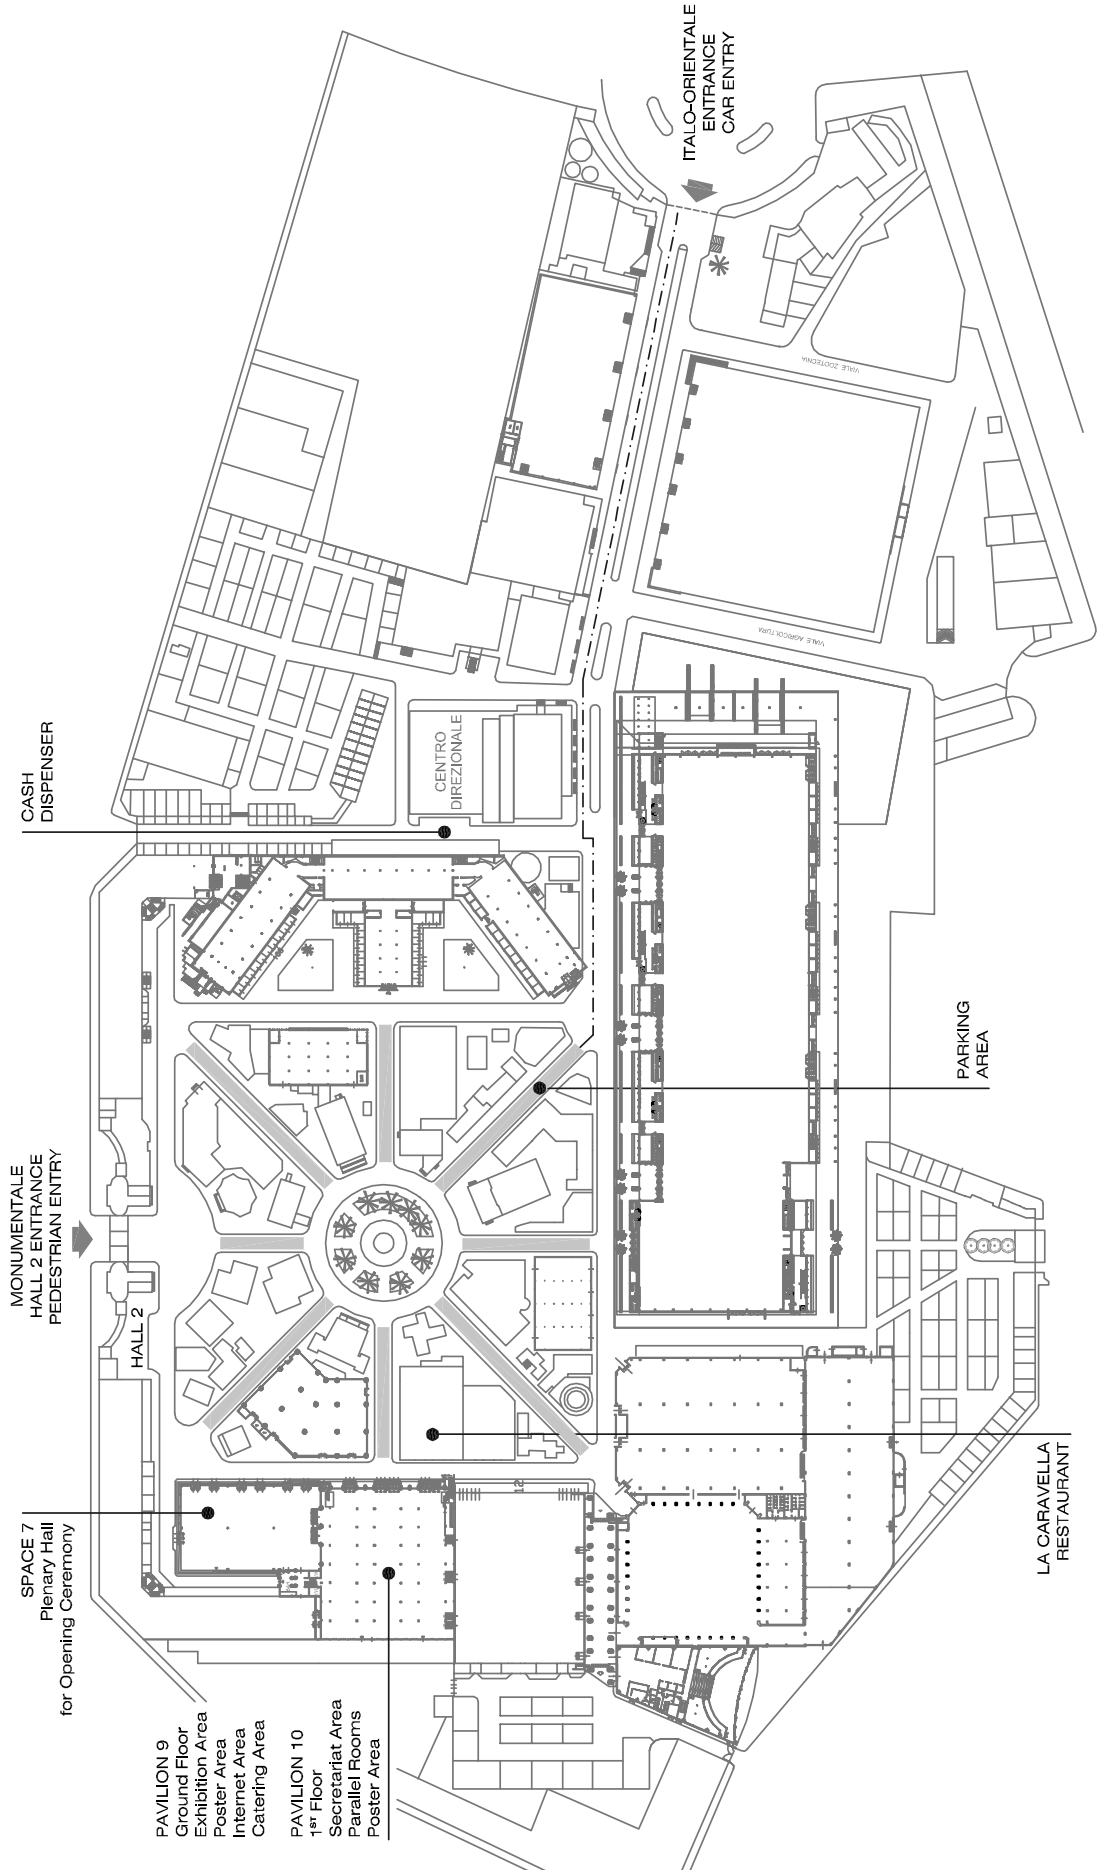 ITALO-ORIENTALE
ENTRANCE
CAR ENTRY
VIALE ZOOTECNIA
VIALE AGRICOLTURA
CASH
DISPENSER
CENTRO
DIREZIONALE
PARKING
AREA
MONUMENTALE
HALL 2 ENTRANCE
PEDESTRIAN ENTRY
HALL 2
LA CARAVELLA
RESTAURANT
12
SPACE 7
Plenary Hall
for Opening Ceremony
PAVILION 9
Ground Floor
Exhibition Area
Poster Area
Internet Area
Catering Area
PAVILION 10
1ST Floor
Secretariat Area
Parallel Rooms
Poster Area